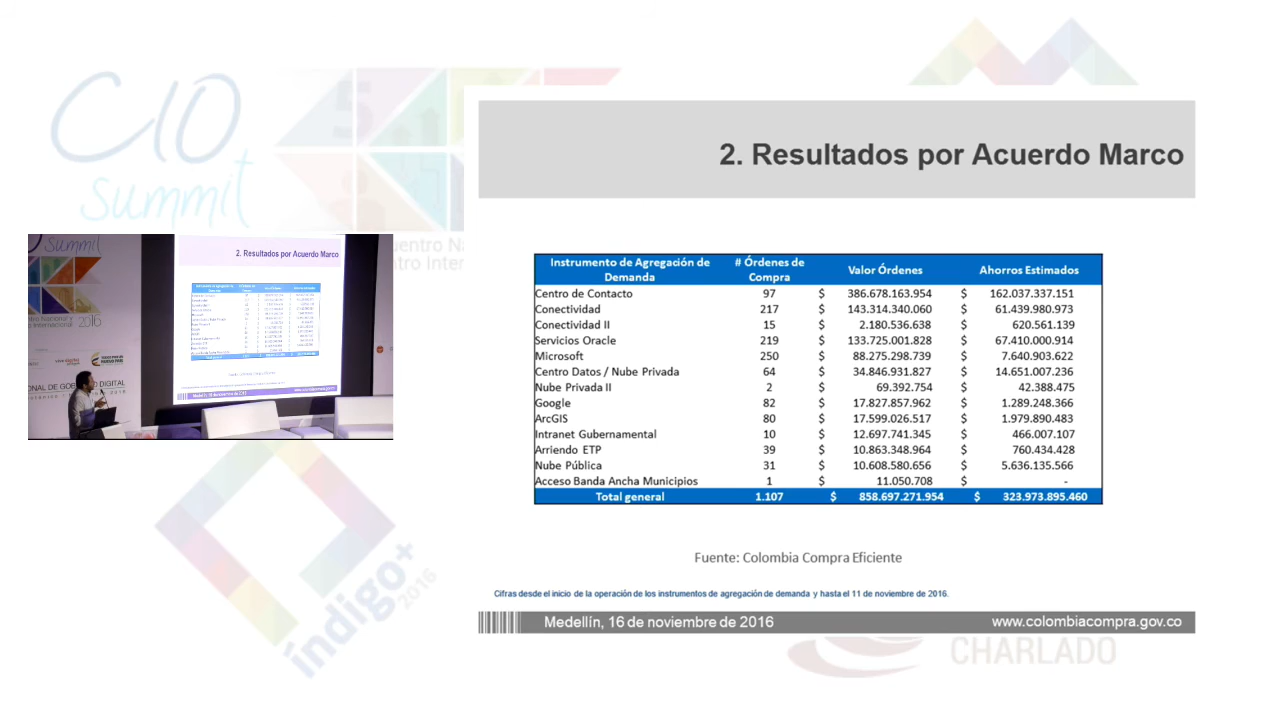 CIO
Summit
2. Resultados por Acuerdo Marco
Instrumento de Agregación de Demanda # Órdenes de Compra Valor Órdenes Ahorros Estimados
Centro de Contacto 97 $ 386.678.163.954 $ 162.037.337.151
Conectividad 217 $ 143.314.340.060 $ 61.439.980.973
Conectividad II 15 $ 2.180.536.638 $ 620.561.139
Servicios Oracle 219 $ 133.725.001.828 $ 67.410.000.914
Microsoft 250 $ 88.275.298.739 $ 7.640.903.622
Centro Datos / Nube Privada 64 $ 34.846.931.827 $ 14.651.007.236
Nube Privada II 2 $ 69.392.754 $ 42.388.475
Google 82 $ 17.827.857.962 $ 1.289.248.366
ArcGIS 80 $ 17.599.026.517 $ 1.979.890.483
Intranet Gubernamental 10 $ 12.697.741.345 $ 466.007.107
Arriendo ETP 39 $ 10.863.348.964 $ 760.434.428
Nube Pública 31 $ 10.608.580.656 $ 5.636.135.566
Acceso Banda Ancha Municipios 1 $ 11.050.708 $ -
Total general 1.107 $ 858.697.271.954 $ 323.973.895.460
Fuente: Colombia Compra Eficiente
Cifras desde el inicio de la operación de los instrumentos de agregación de demanda y hasta el 11 de noviembre de 2016.
Medellín, 16 de noviembre de 2016 www.colombiacompra.gov.co
Summit
2. Resultados por Acuerdo Marco
2016
índigo+
2016
CHARLADO